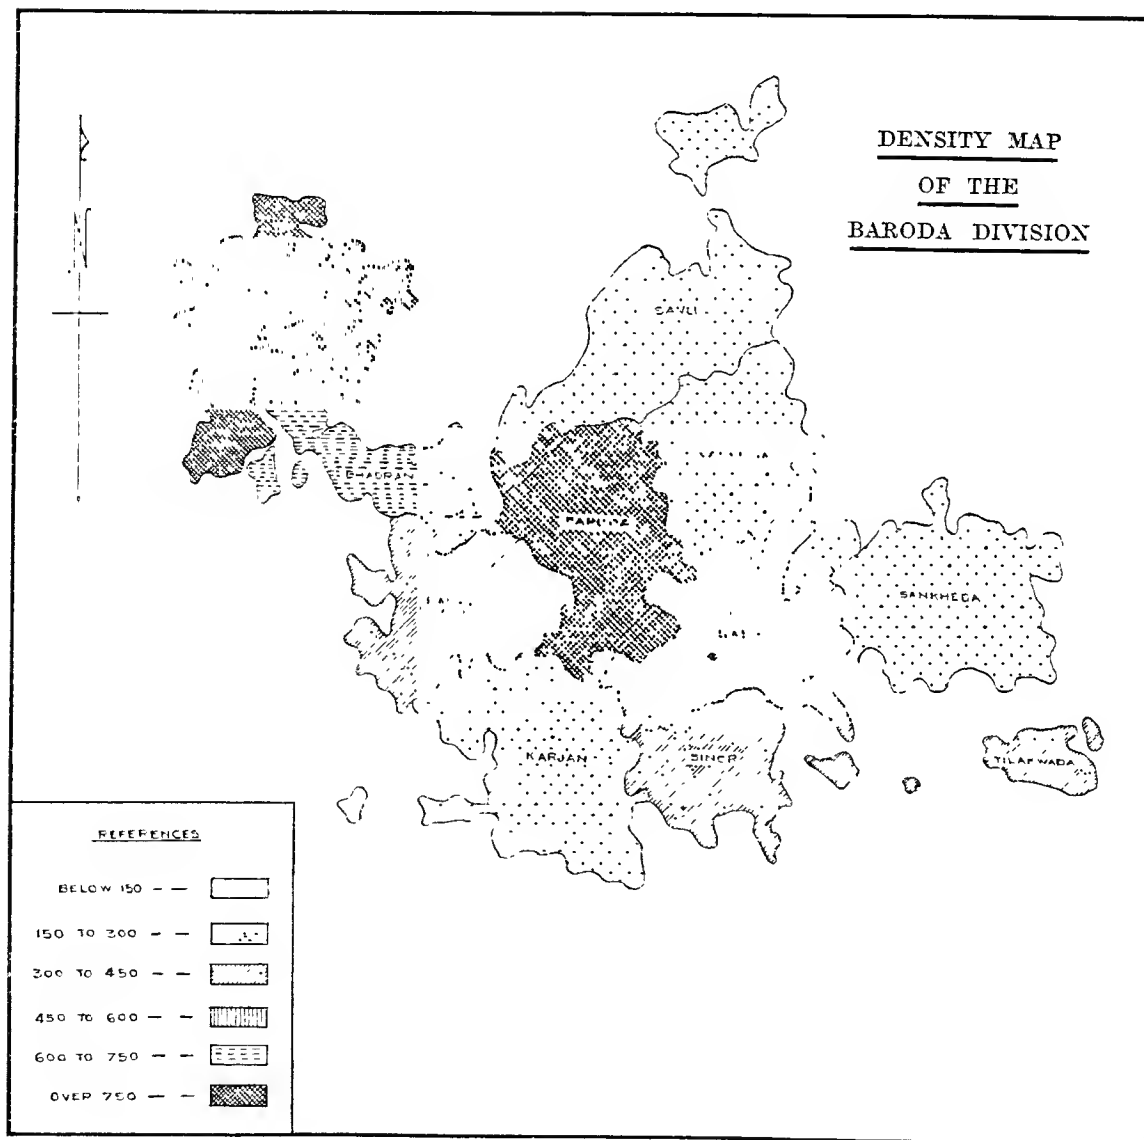 DENSITY MAP
OF THE
BARODA DIVISION
SAVLI
BHADRAN
SANKHEDA
KARJAN
SINOR
TILAKWADA
REFERENCES
BELOW 150 — —
150 TO 300 — —
300 TO 450 — —
450 TO 600 — —
600 TO 750 — —
OVER 750 — —